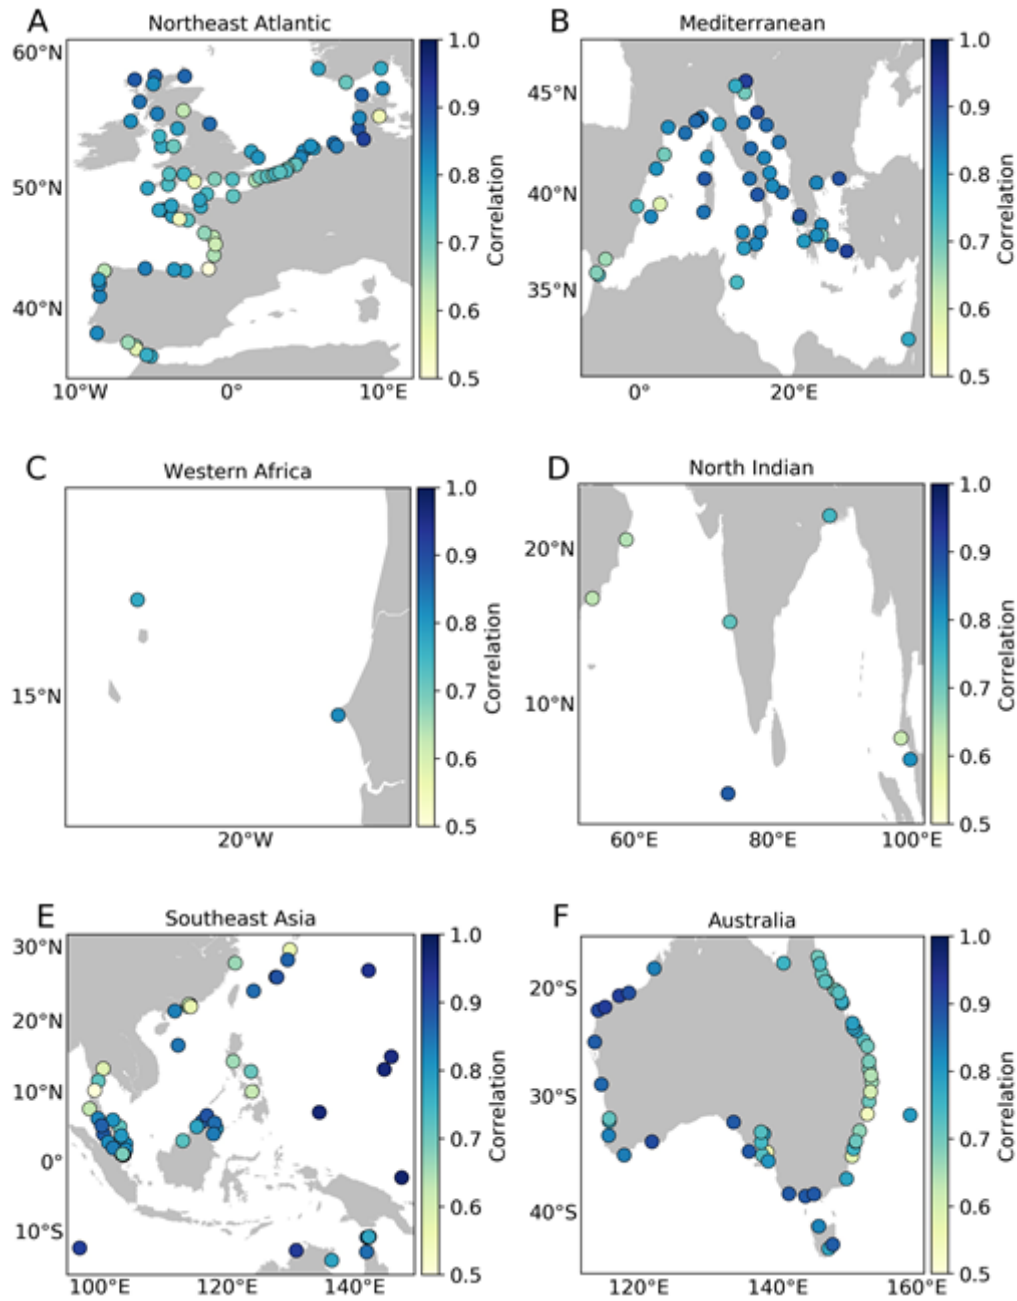 A
Northeast Atlantic
60°N
50°N
40°N
10°W 0° 10°E
1.0
0.9
0.8
0.7
0.6
0.5
Correlation
B
Mediterranean
45°N
40°N
35°N
0° 20°E
1.0
0.9
0.8
0.7
0.6
0.5
Correlation
C
Western Africa
15°N
20°W
1.0
0.9
0.8
0.7
0.6
0.5
Correlation
D
North Indian
20°N
10°N
60°E 80°E 100°E
1.0
0.9
0.8
0.7
0.6
0.5
Correlation
E
Southeast Asia
30°N
20°N
10°N
0°
10°S
100°E 120°E 140°E
1.0
0.9
0.8
0.7
0.6
0.5
Correlation
F
Australia
20°S
30°S
40°S
120°E 140°E 160°E
1.0
0.9
0.8
0.7
0.6
0.5
Correlation